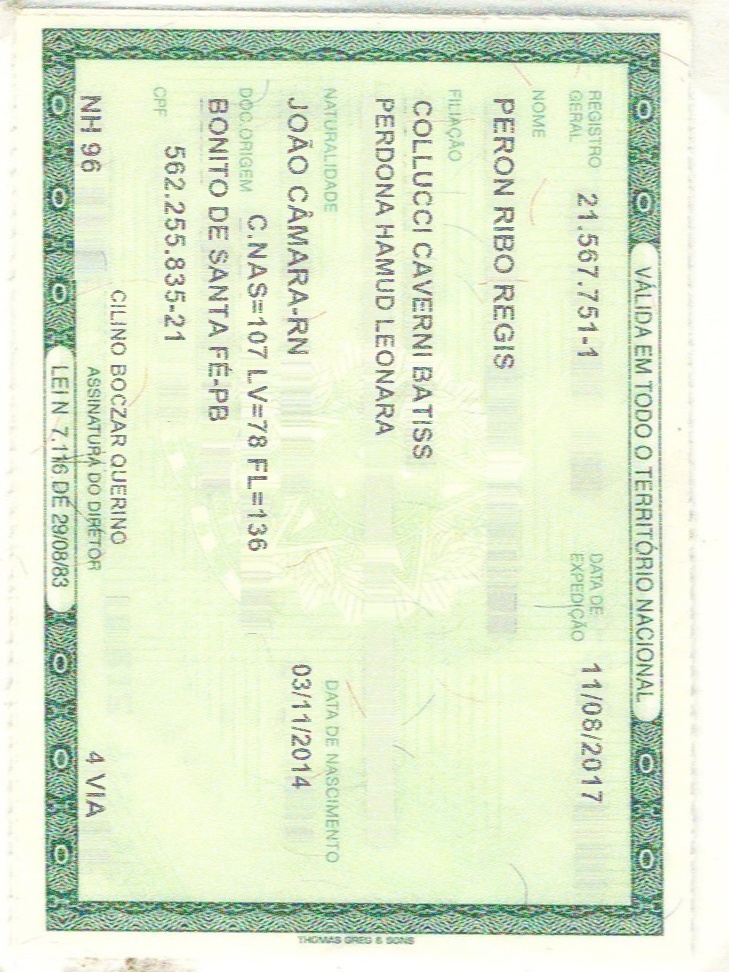 VÁLIDA EM TODO O TERRITÓRIO NACIONAL
REGISTRO GERAL 21.567.751-1 DATA DE EXPEDIÇÃO 11/08/2017
NOME
PERON RIBO REGIS
FILIAÇÃO
COLLUCCI CAVERNI BATISS
PERDONA HAMUD LEONARA
NATURALIDADE DATA DE NASCIMENTO
JOÃO CÂMARA-RN 03/11/2014
DOC.ORIGEM C.NAS=107 LV=78 FL=136
BONITO DE SANTA FÉ-PB
CPF 562.255.835-21
CILINO BOCZAR QUERINO
NH 96 ASSINATURA DO DIRETOR 4 VIA
LEI N 7.116 DE 29/08/83
THOMAS GREG & SONS